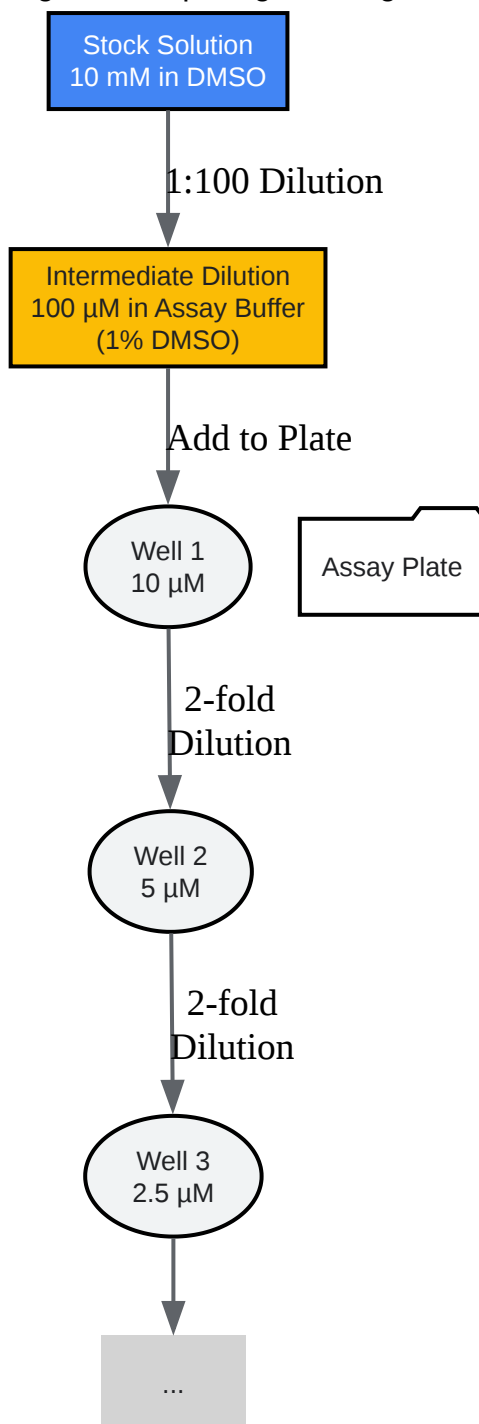 Stock Solution
10 mM in DMSO
1:100 Dilution
Intermediate Dilution
100 µM in Assay Buffer
(1% DMSO)
Add to Plate
Well 1
10 µM
Assay Plate
2-fold
Dilution
Well 2
5 µM
2-fold
Dilution
Well 3
2.5 µM
...